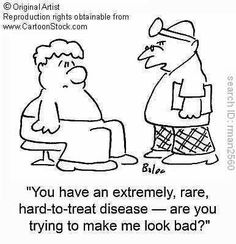 © Original Artist
Reproduction rights obtainable from
www.CartoonStock.com
search ID: rman2560
"You have an extremely, rare,
hard-to-treat disease — are you
trying to make me look bad?"